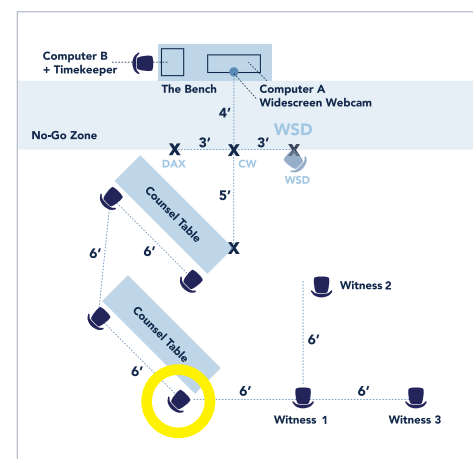 Computer B
+ Timekeeper
The Bench
Computer A
Widescreen Webcam
4’
No-Go Zone
WSD
3’
3’
X
X
X
DAX
CW
WSD
Counsel Table
5’
X
6’
6’
Witness 2
Counsel Table
6’
6’
6’
6’
Witness 1
Witness 3